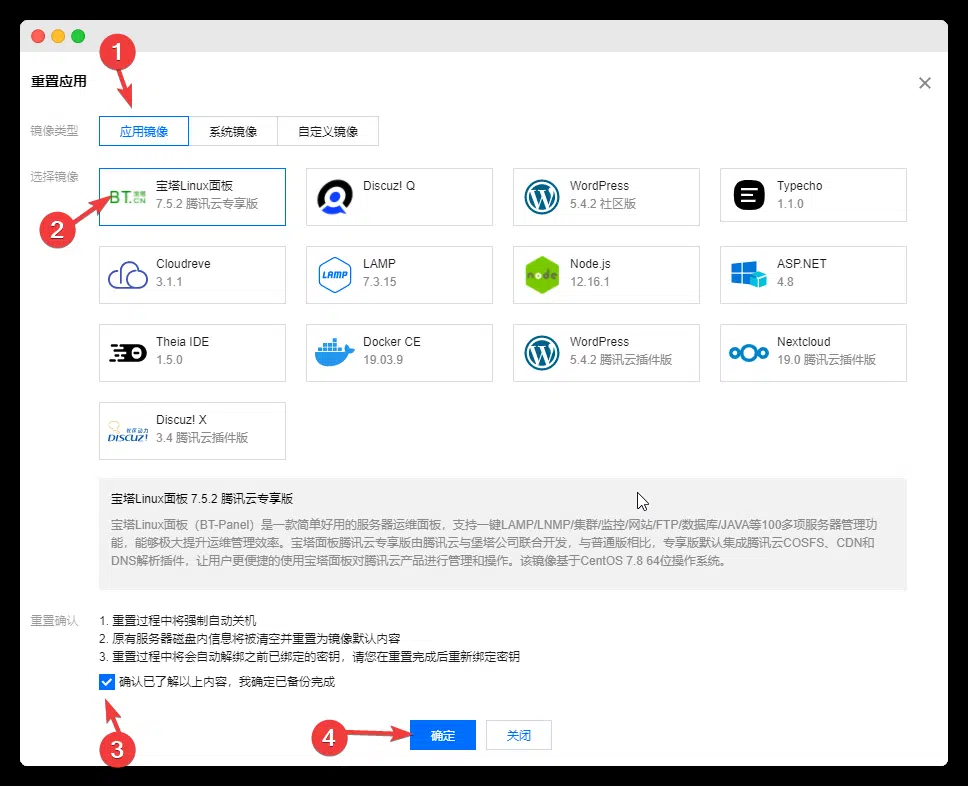 1
重置应用
镜像类型
应用镜像
系统镜像
自定义镜像
选择镜像
2
BT.宝塔.CN
宝塔Linux面板
7.5.2 腾讯云专享版
Discuz! Q
WordPress
5.4.2 社区版
Typecho
1.1.0
Cloudreve
3.1.1
LAMP
LAMP
7.3.15
node
Node.js
12.16.1
ASP.NET
4.8
Theia IDE
1.5.0
Docker CE
19.03.9
WordPress
5.4.2 腾讯云插件版
Nextcloud
19.0 腾讯云插件版
DISCUZ!
Discuz! X
3.4 腾讯云插件版
宝塔Linux面板 7.5.2 腾讯云专享版
宝塔Linux面板（BT-Panel）是一款简单好用的服务器运维面板，支持一键LAMP/LNMP/集群/监控/网站/FTP/数据库/JAVA等100多项服务器管理功
能，能够极大提升运维管理效率。宝塔面板腾讯云专享版由腾讯云与堡塔公司联合开发，与普通版相比，专享版默认集成腾讯云COSFS、CDN和
DNS解析插件，让用户更便捷的使用宝塔面板对腾讯云产品进行管理和操作。该镜像基于CentOS 7.8 64位操作系统。
重置确认
1. 重置过程中将强制自动关机
2. 原有服务器磁盘内信息将被清空并重置为镜像默认内容
3. 重置过程中将会自动解绑之前已绑定的密钥，请您在重置完成后重新绑定密钥
确认已了解以上内容，我确定已备份完成
3
4
确定
关闭